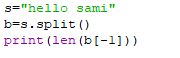 s="hello sami"
b=s.split()
print(len(b[-1]))